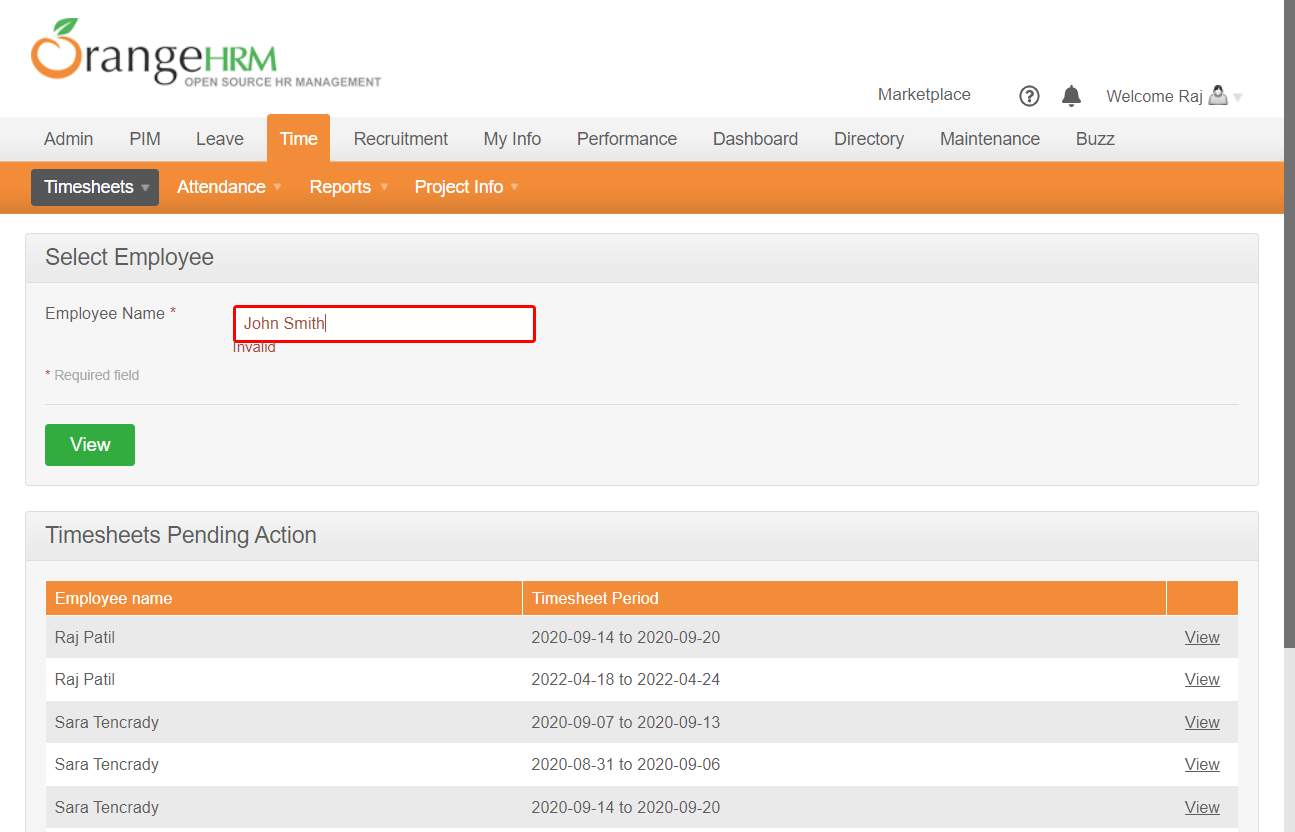 OrangeHRM
OPEN SOURCE HR MANAGEMENT
Marketplace
?
Welcome Raj
Admin PIM Leave Time Recruitment My Info Performance Dashboard Directory Maintenance Buzz
Timesheets Attendance Reports Project Info
Select Employee
Employee Name * John Smith
Invalid
* Required field
View
Timesheets Pending Action
Employee name Timesheet Period
Raj Patil 2020-09-14 to 2020-09-20 View
Raj Patil 2022-04-18 to 2022-04-24 View
Sara Tencrady 2020-09-07 to 2020-09-13 View
Sara Tencrady 2020-08-31 to 2020-09-06 View
Sara Tencrady 2020-09-14 to 2020-09-20 View